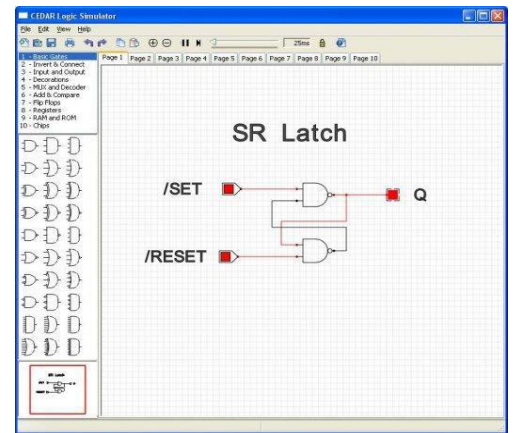 CEDAR Logic Simulator
File Edit View Help
25ms
1 - Basic Gates
2 - Invert & Connect
3 - Input and Output
4 - Decorations
5 - MUX and Decoder
6 - Add & Compare
7 - Flip Flops
8 - Registers
9 - RAM and ROM
10 - Chips
Page 1 Page 2 Page 3 Page 4 Page 5 Page 6 Page 7 Page 8 Page 9 Page 10
SR Latch
/SET
Q
/RESET
SR Latch